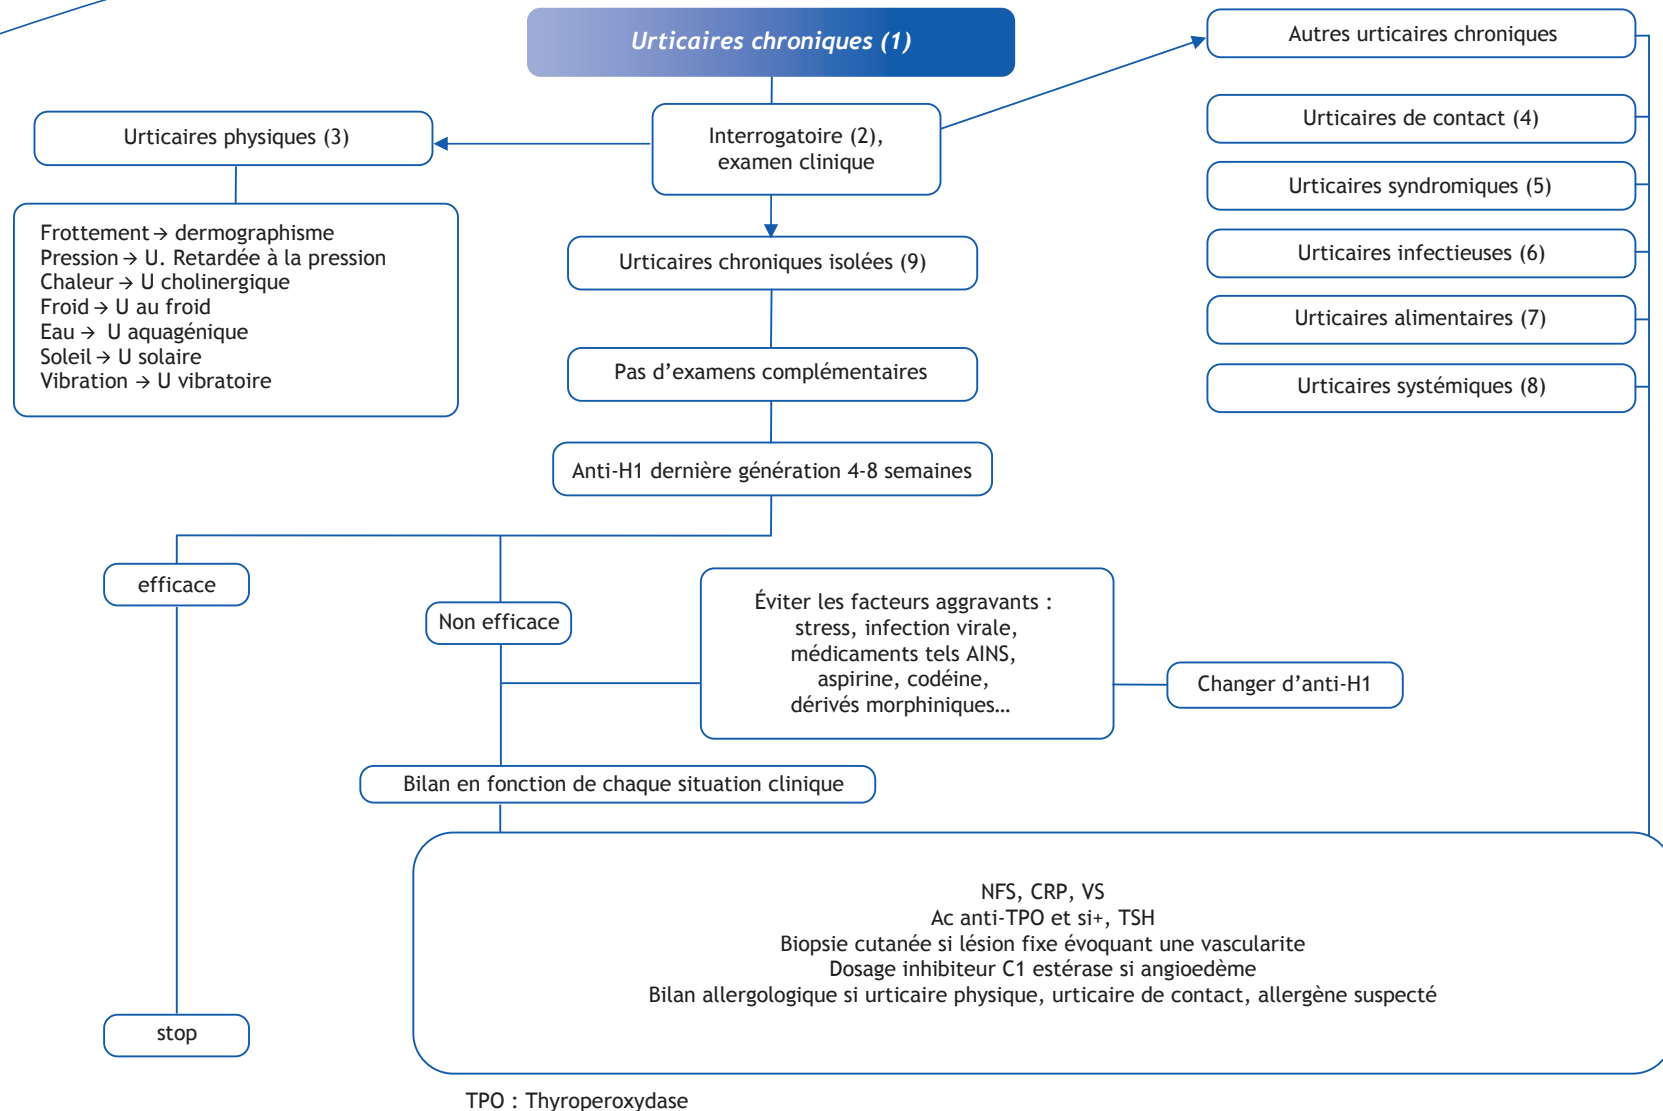 Urticaires chroniques (1)
Autres urticaires chroniques
Urticaires physiques (3)
Interrogatoire (2),
examen clinique
Urticaires de contact (4)
Urticaires syndromiques (5)
Urticaires infectieuses (6)
Urticaires alimentaires (7)
Urticaires systémiques (8)
Frottement → dermographisme
Pression → U. Retardée à la pression
Chaleur → U cholinergique
Froid → U au froid
Eau → U aquagénique
Soleil → U solaire
Vibration → U vibratoire
Urticaires chroniques isolées (9)
Pas d’examens complémentaires
Anti-H1 dernière génération 4-8 semaines
efficace
Non efficace
Éviter les facteurs aggravants :
stress, infection virale,
médicaments tels AINS,
aspirine, codéine,
dérivés morphiniques…
Changer d’anti-H1
Bilan en fonction de chaque situation clinique
NFS, CRP, VS
Ac anti-TPO et si+, TSH
Biopsie cutanée si lésion fixe évoquant une vascularite
Dosage inhibiteur C1 estérase si angioedème
Bilan allergologique si urticaire physique, urticaire de contact, allergène suspecté
stop
TPO : Thyroperoxydase